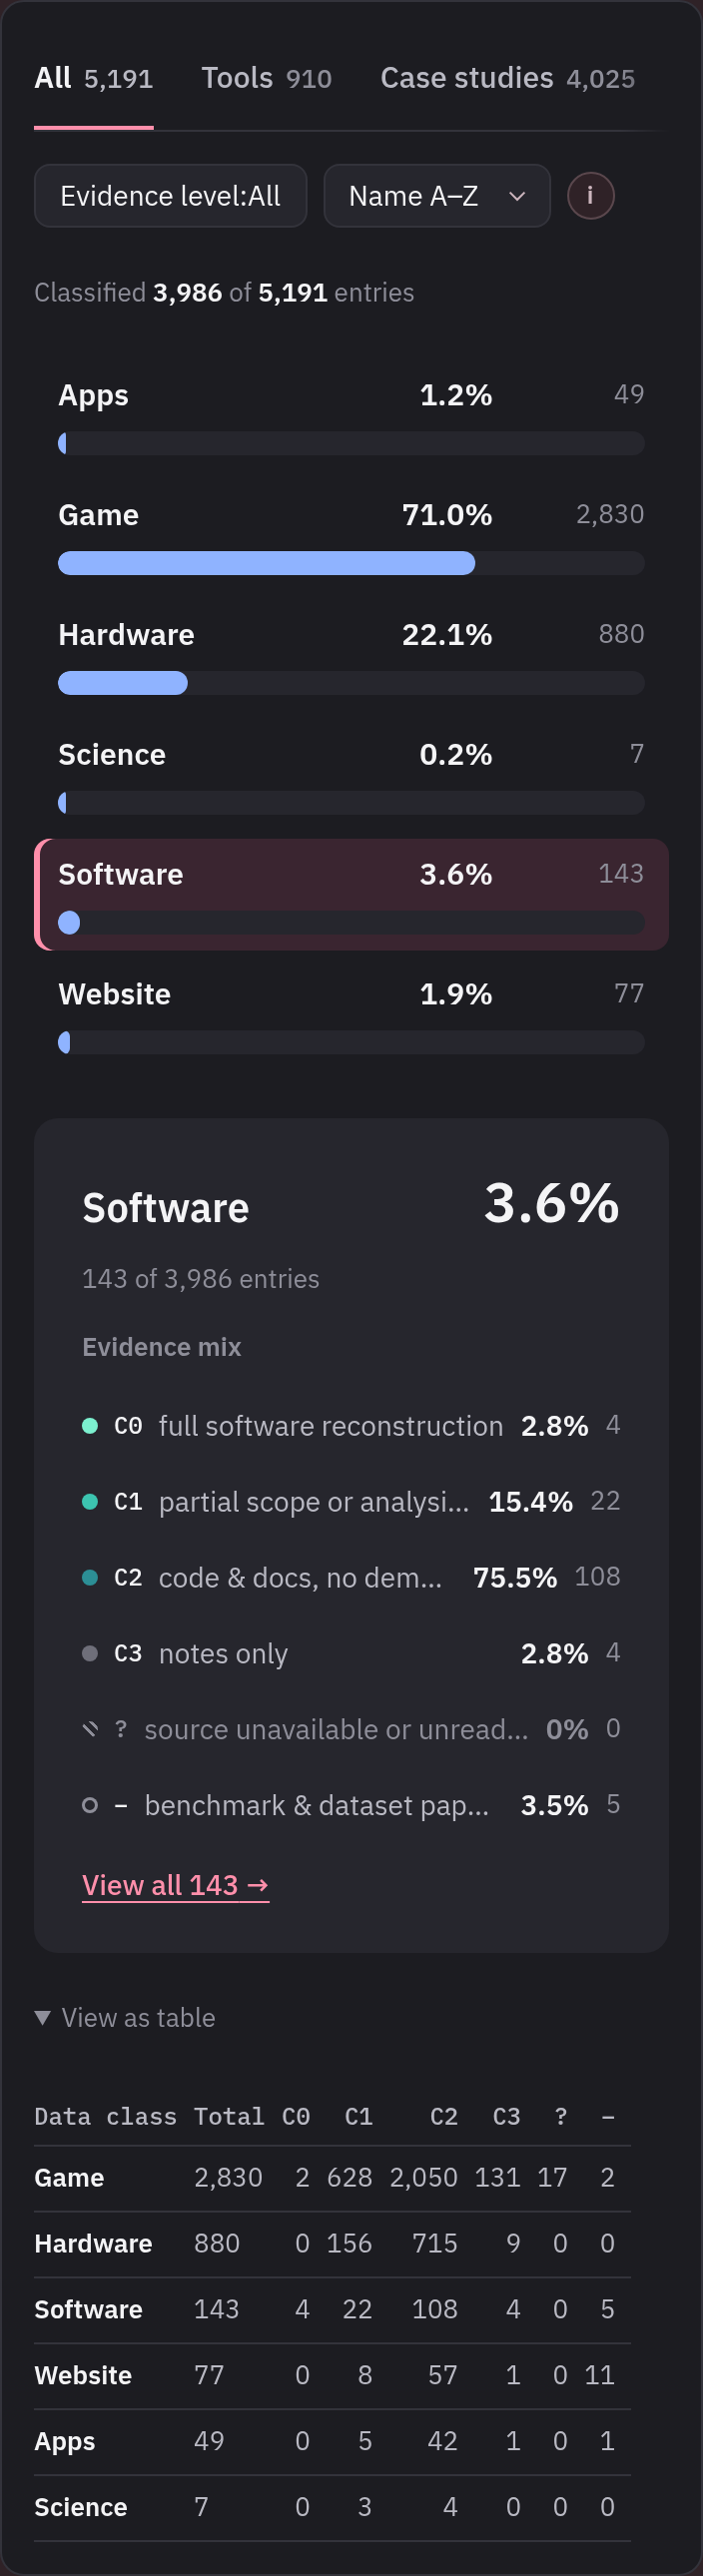 All 5,191 Tools 910 Case studies 4,025
Evidence level:All Name A–Z i
Classified 3,986 of 5,191 entries
Apps 1.2% 49
Game 71.0% 2,830
Hardware 22.1% 880
Science 0.2% 7
Software 3.6% 143
Website 1.9% 77
Software 3.6%
143 of 3,986 entries
Evidence mix
C0 full software reconstruction 2.8% 4
C1 partial scope or analysi... 15.4% 22
C2 code & docs, no dem... 75.5% 108
C3 notes only 2.8% 4
? source unavailable or unread... 0% 0
– benchmark & dataset pap... 3.5% 5
View all 143 →
▼ View as table
Data class Total C0 C1 C2 C3 ? –
Game 2,830 2 628 2,050 131 17 2
Hardware 880 0 156 715 9 0 0
Software 143 4 22 108 4 0 5
Website 77 0 8 57 1 0 11
Apps 49 0 5 42 1 0 1
Science 7 0 3 4 0 0 0